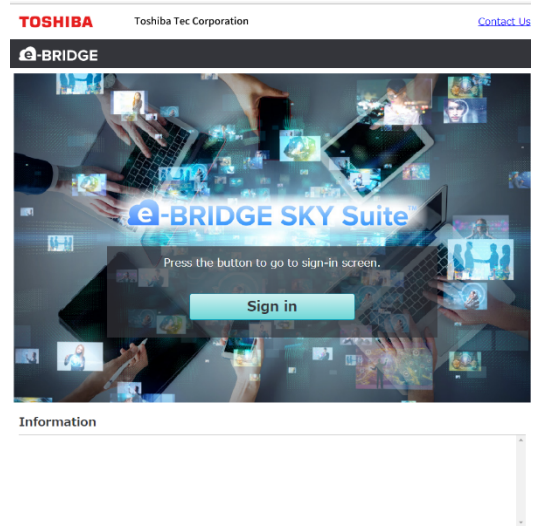 TOSHIBA Toshiba Tec Corporation Contact Us
e-BRIDGE
e-BRIDGE SKY Suite™
Press the button to go to sign-in screen.
Sign in
Information